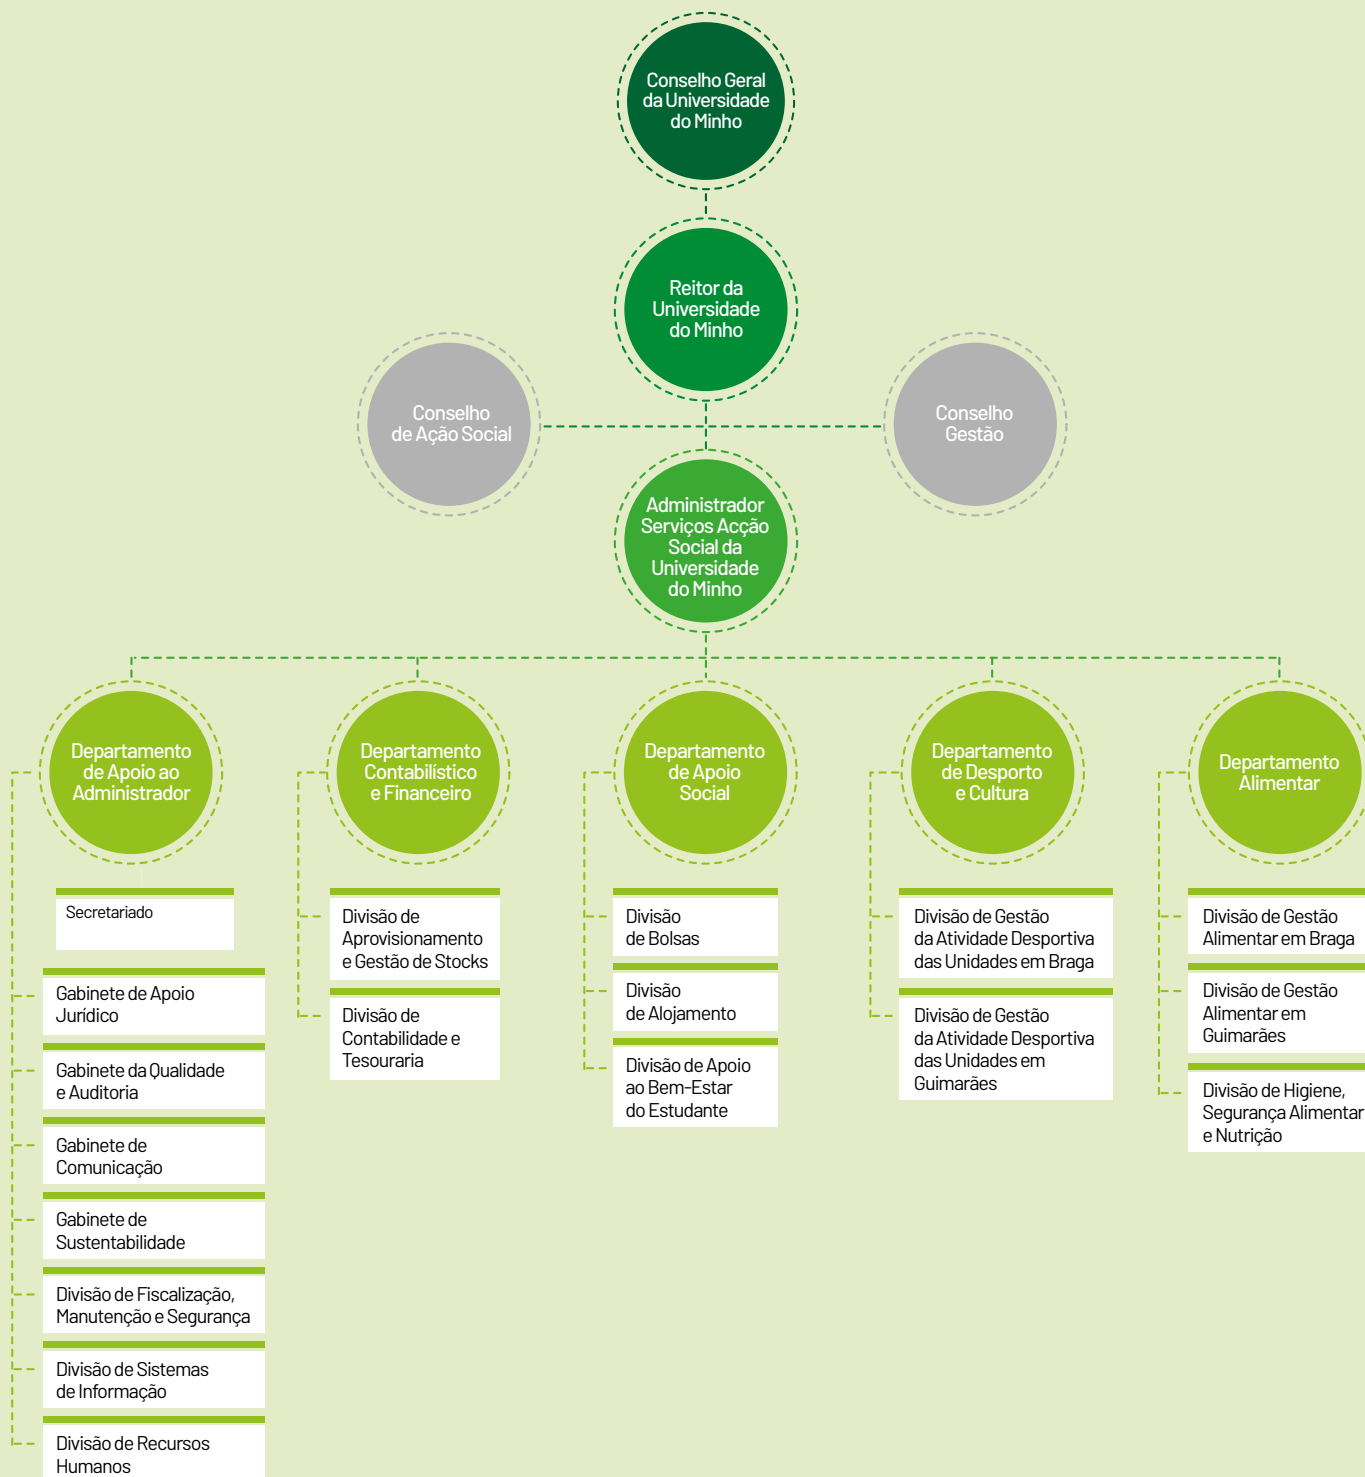 Conselho Geral
da Universidade
do Minho
Reitor da
Universidade
do Minho
Conselho
de Ação Social
Conselho
Gestão
Administrador
Serviços Acção
Social da
Universidade
do Minho
Departamento
de Apoio ao
Administrador
Departamento
Contabilístico
e Financeiro
Departamento
de Apoio
Social
Departamento
de Desporto
e Cultura
Departamento
Alimentar
Secretariado
Gabinete de Apoio
Jurídico
Gabinete da Qualidade
e Auditoria
Gabinete de
Comunicação
Gabinete de
Sustentabilidade
Divisão de Fiscalização,
Manutenção e Segurança
Divisão de Sistemas
de Informação
Divisão de Recursos
Humanos
Divisão de
Aprovisionamento
e Gestão de Stocks
Divisão de
Contabilidade e
Tesouraria
Divisão
de Bolsas
Divisão
de Alojamento
Divisão de Apoio
ao Bem-Estar
do Estudante
Divisão de Gestão
da Atividade Desportiva
das Unidades em Braga
Divisão de Gestão
da Atividade Desportiva
das Unidades em
Guimarães
Divisão de Gestão
Alimentar em Braga
Divisão de Gestão
Alimentar em
Guimarães
Divisão de Higiene,
Segurança Alimentar
e Nutrição